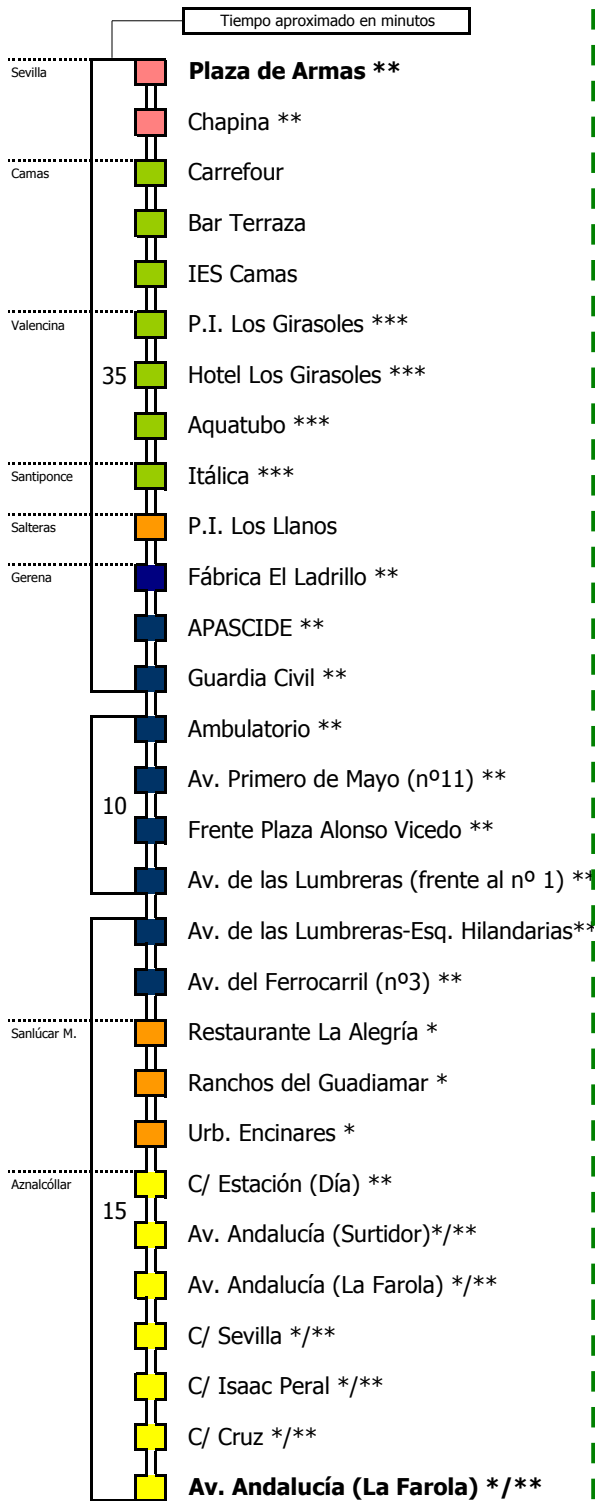 Tiempo aproximado en minutos
Sevilla
Plaza de Armas **
Chapina **
Camas
Carrefour
Bar Terraza
IES Camas
Valencina
P.I. Los Girasoles ***
35
Hotel Los Girasoles ***
Aquatubo ***
Santiponce
Itálica ***
Salteras
P.I. Los Llanos
Gerena
Fábrica El Ladrillo **
APASCIDE **
Guardia Civil **
Ambulatorio **
Av. Primero de Mayo (nº11) **
10
Frente Plaza Alonso Vicedo **
Av. de las Lumbreras (frente al nº 1) **
Av. de las Lumbreras-Esq. Hilandarias**
Av. del Ferrocarril (nº3) **
Sanlúcar M.
Restaurante La Alegría *
Ranchos del Guadiamar *
Urb. Encinares *
Aznalcóllar
C/ Estación (Día) **
15
Av. Andalucía (Surtidor)*/**
Av. Andalucía (La Farola) */**
C/ Sevilla */**
C/ Isaac Peral */**
C/ Cruz */**
Av. Andalucía (La Farola) */**